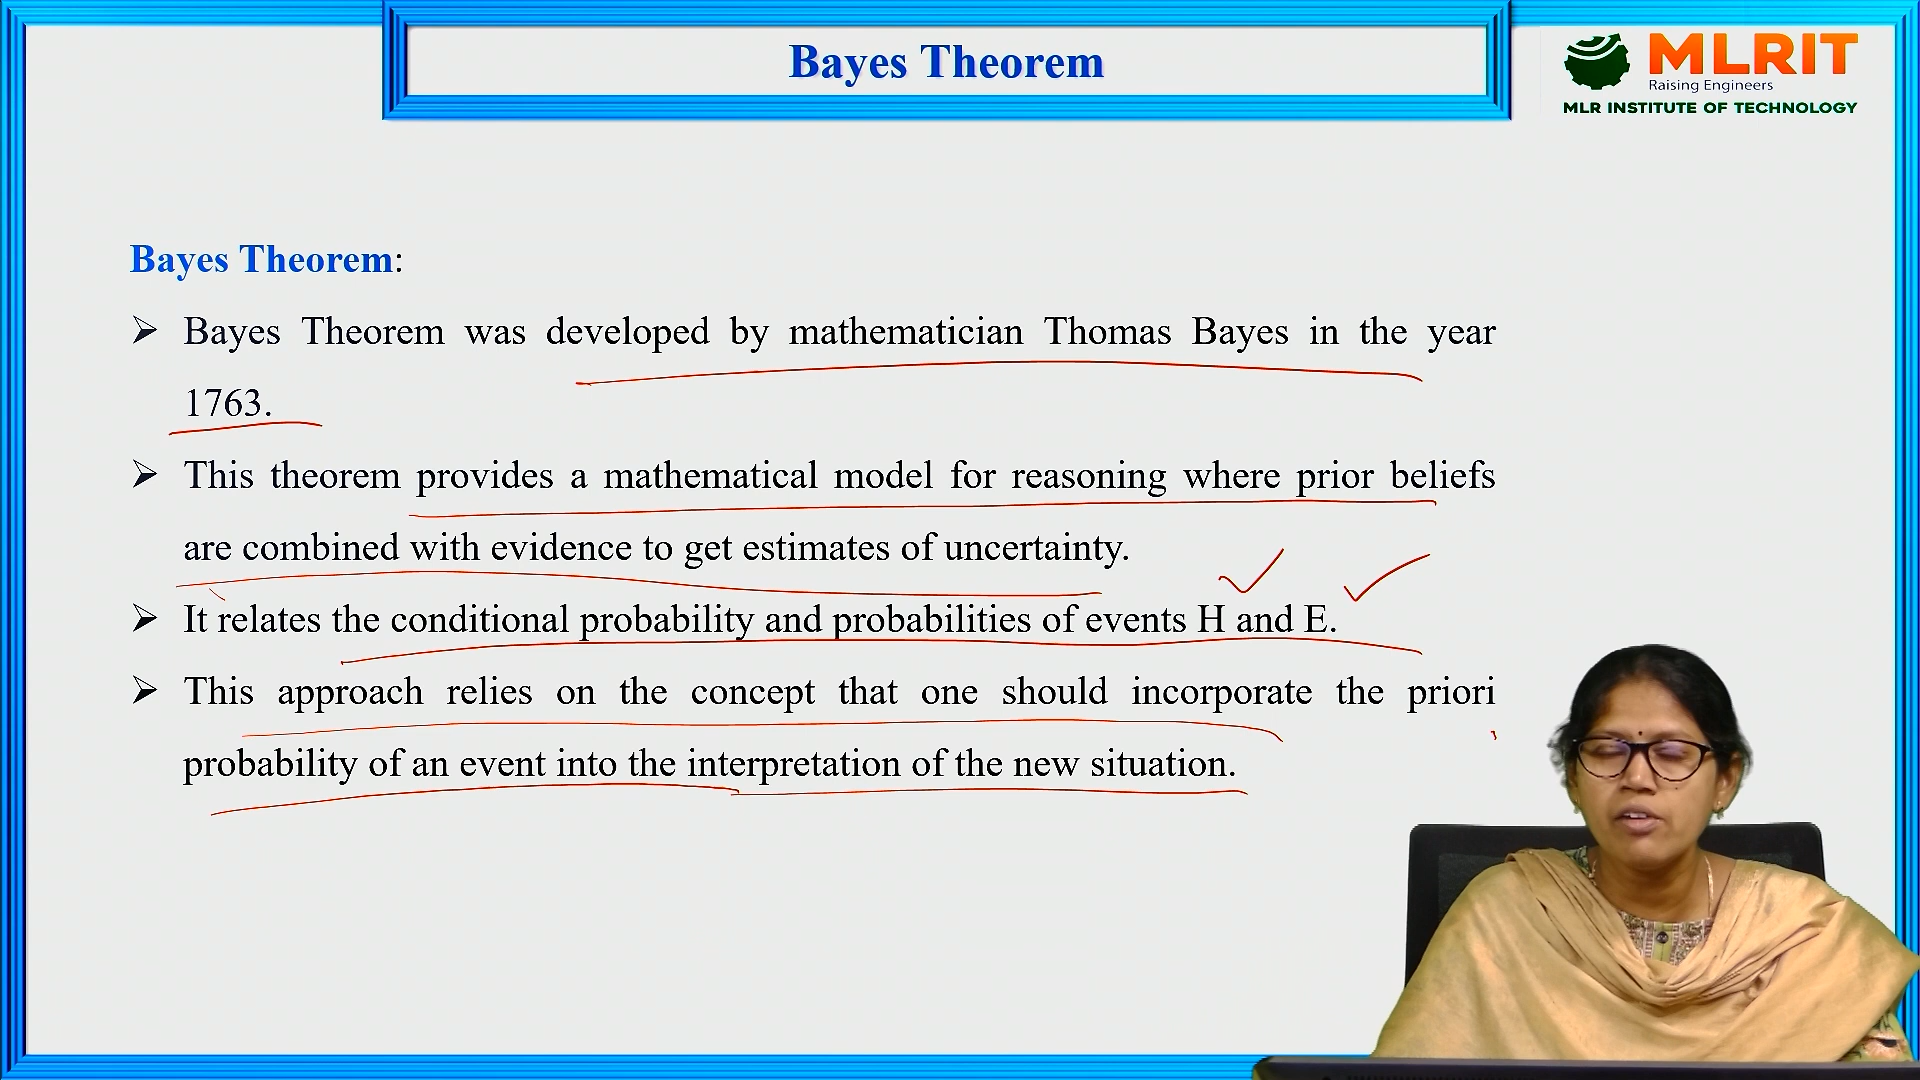 Bayes Theorem
MLRIT
Raising Engineers
MLR INSTITUTE OF TECHNOLOGY
Bayes Theorem:
➢ Bayes Theorem was developed by mathematician Thomas Bayes in the year
1763.
➢ This theorem provides a mathematical model for reasoning where prior beliefs
are combined with evidence to get estimates of uncertainty.
➢ It relates the conditional probability and probabilities of events H and E.
➢ This approach relies on the concept that one should incorporate the priori
probability of an event into the interpretation of the new situation.